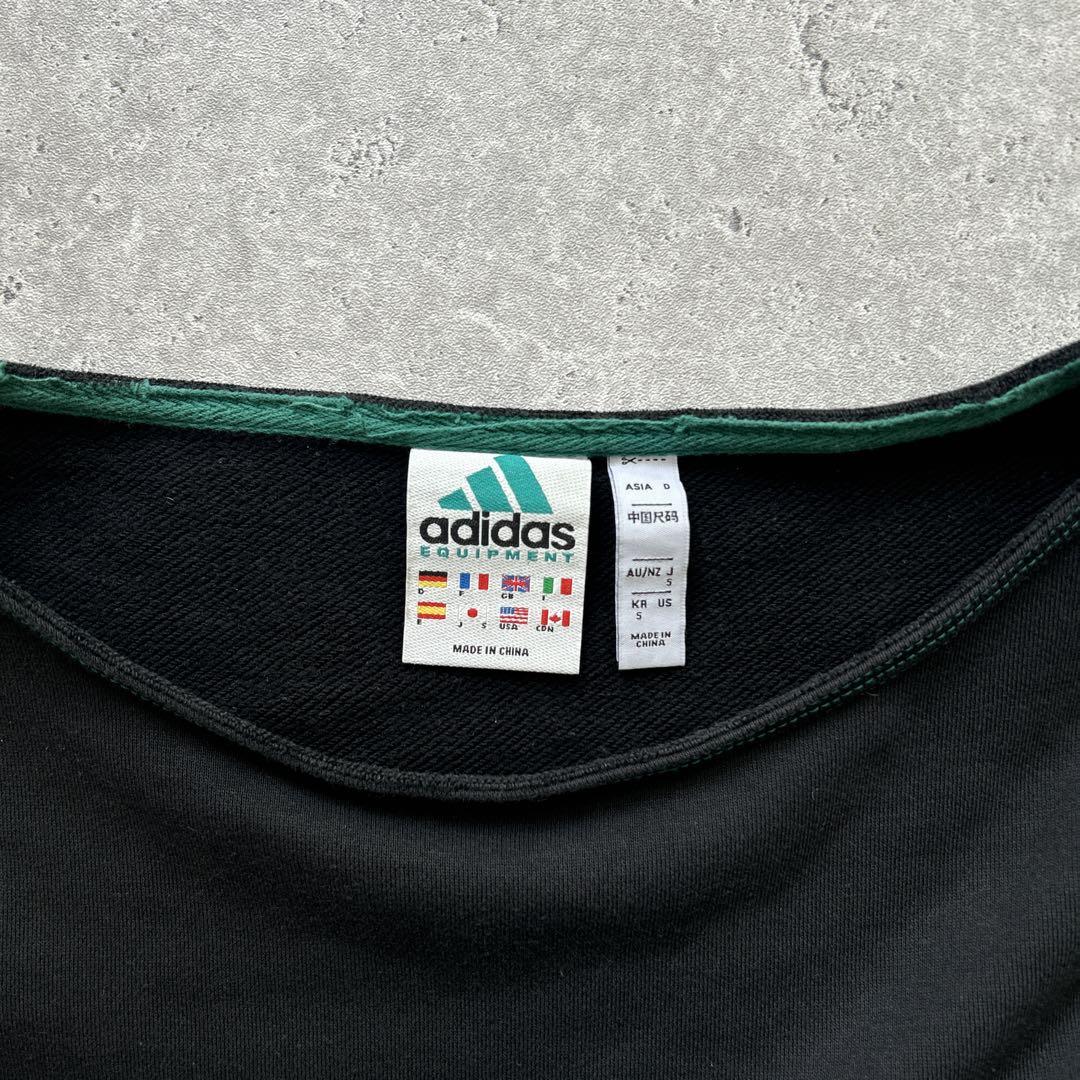 adidas
EQUIPMENT
D F GB I
E J S USA CDN
MADE IN CHINA
ASIA D
中国尺码
AU/NZ J
S
KR US
S
MADE IN
CHINA